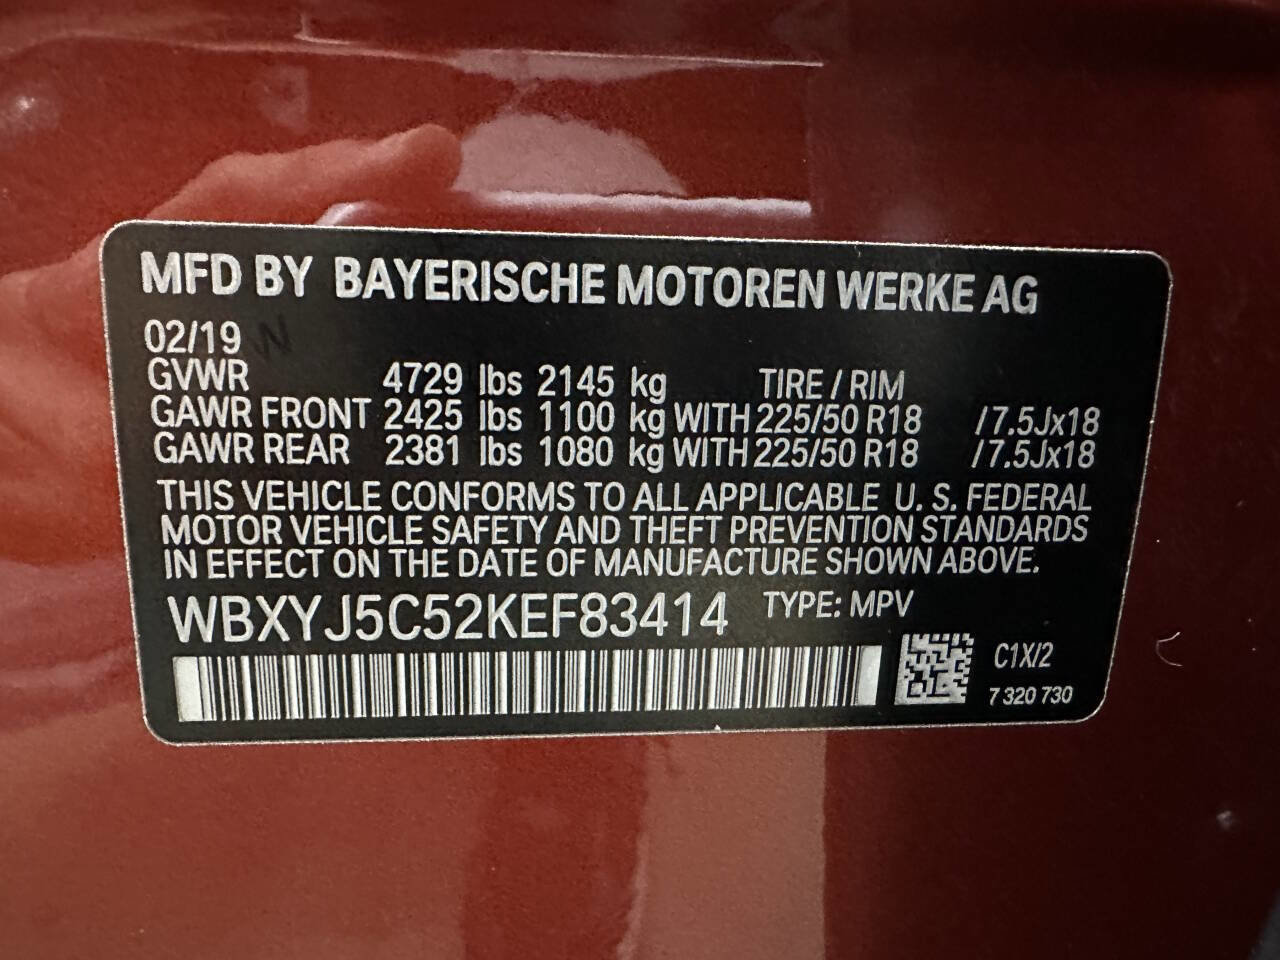 MFD BY BAYERISCHE MOTOREN WERKE AG
02/19 W
GVWR 4729 lbs 2145 kg TIRE / RIM
GAWR FRONT 2425 lbs 1100 kg WITH 225/50 R18 /7.5Jx18
GAWR REAR 2381 lbs 1080 kg WITH 225/50 R18 /7.5Jx18
THIS VEHICLE CONFORMS TO ALL APPLICABLE U. S. FEDERAL
MOTOR VEHICLE SAFETY AND THEFT PREVENTION STANDARDS
IN EFFECT ON THE DATE OF MANUFACTURE SHOWN ABOVE.
WBXYJ5C52KEF83414 TYPE: MPV
C1X/2
7 320 730